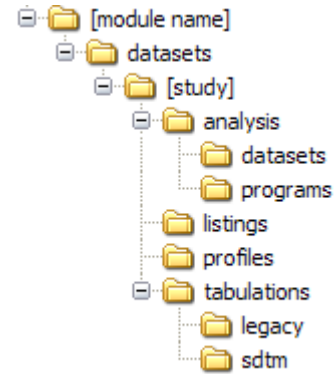 [module name]
datasets
[study]
analysis
datasets
programs
listings
profiles
tabulations
legacy
sdtm